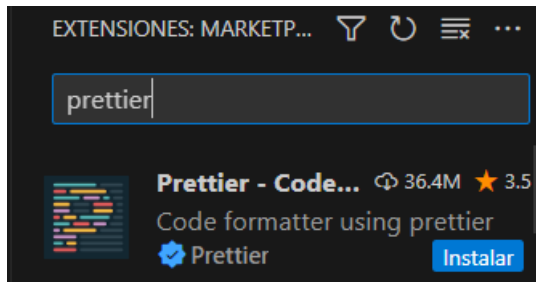 EXTENSIONES: MARKETP...
prettier
Prettier - Code... 36.4M 3.5
Code formatter using prettier
Prettier
Instalar